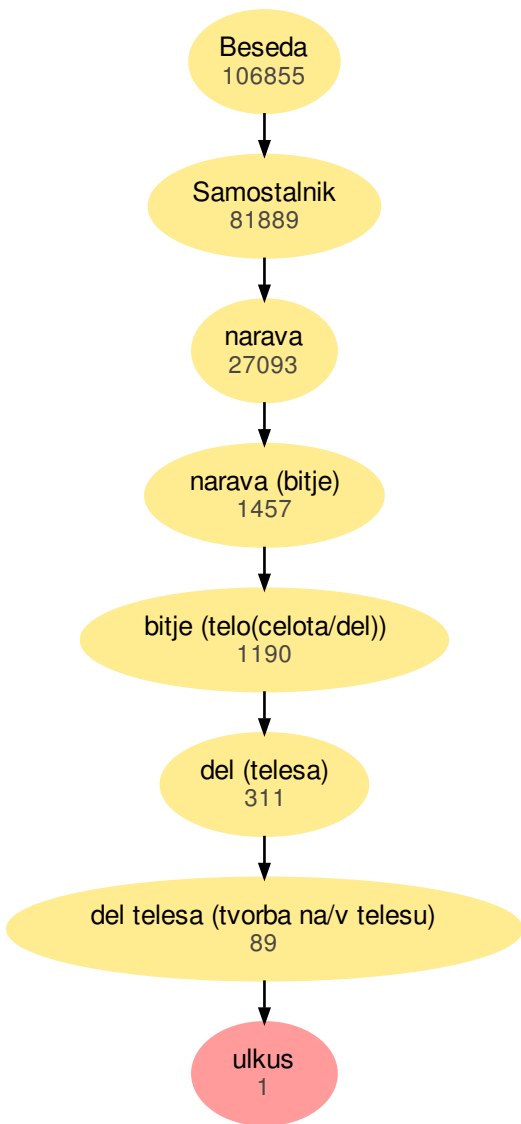 Beseda
106855
Samostalnik
81889
narava
27093
narava (bitje)
1457
bitje (telo(celota/del))
1190
del (telesa)
311
del telesa (tvorba na/v telesu)
89
ulkus
1